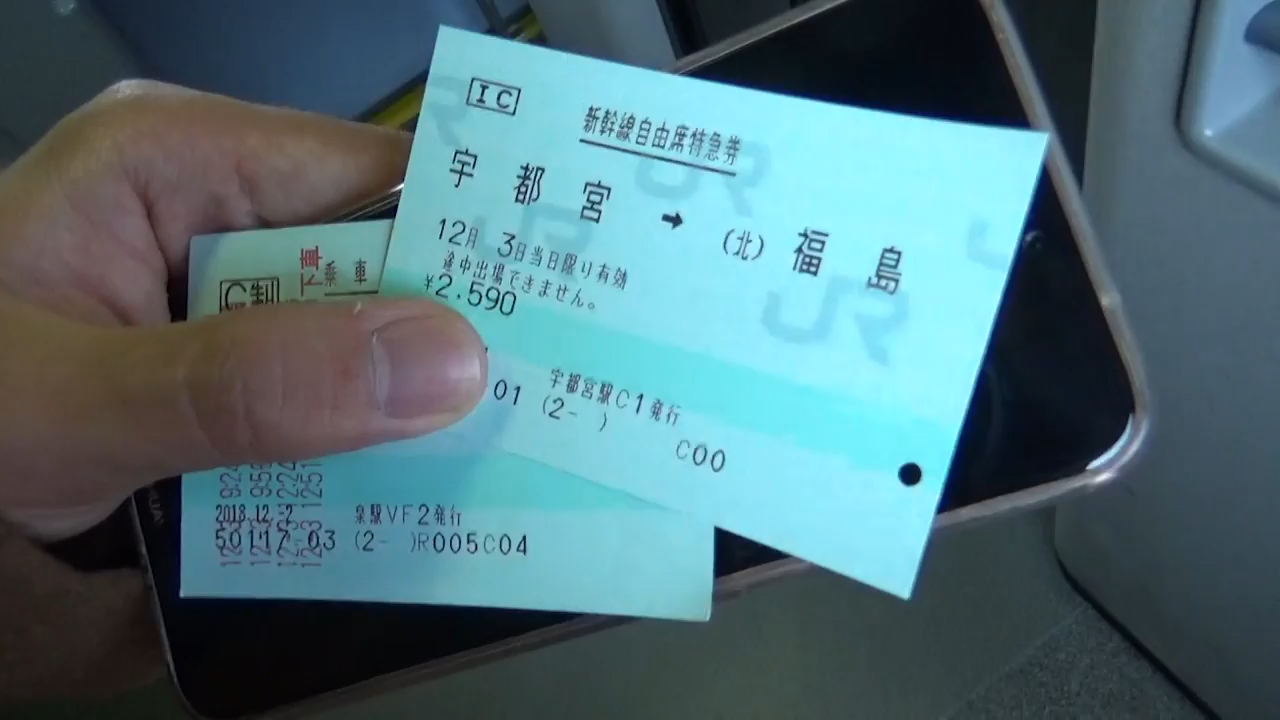 IC
新幹線自由席特急券
宇都宮 → (北)福島
12月 3日当日限り有効
途中出場できません。
¥2.590
01 (2- )
宇都宮駅C1発行
C00
C制
下車
乗車
2018.12.-2 泉駅VF2発行
50117-03 (2- )R005C04
JR
JR
JR